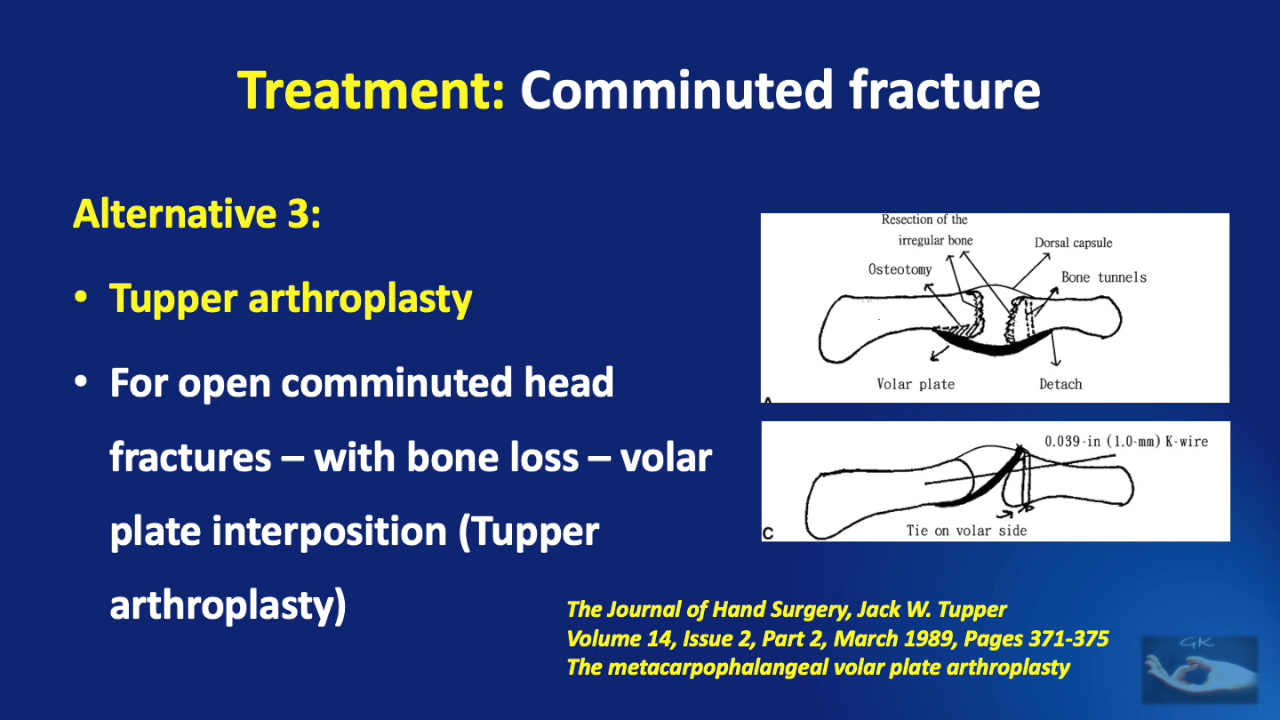 Treatment: Comminuted fracture
Alternative 3:
• Tupper arthroplasty
• For open comminuted head
fractures – with bone loss – volar
plate interposition (Tupper
arthroplasty)
Resection of the
irregular bone
Dorsal capsule
Osteotomy
Bone tunnels
Volar plate
Detach
A
0.039-in (1.0-mm) K-wire
C
Tie on volar side
The Journal of Hand Surgery, Jack W. Tupper
Volume 14, Issue 2, Part 2, March 1989, Pages 371-375
The metacarpophalangeal volar plate arthroplasty
GK